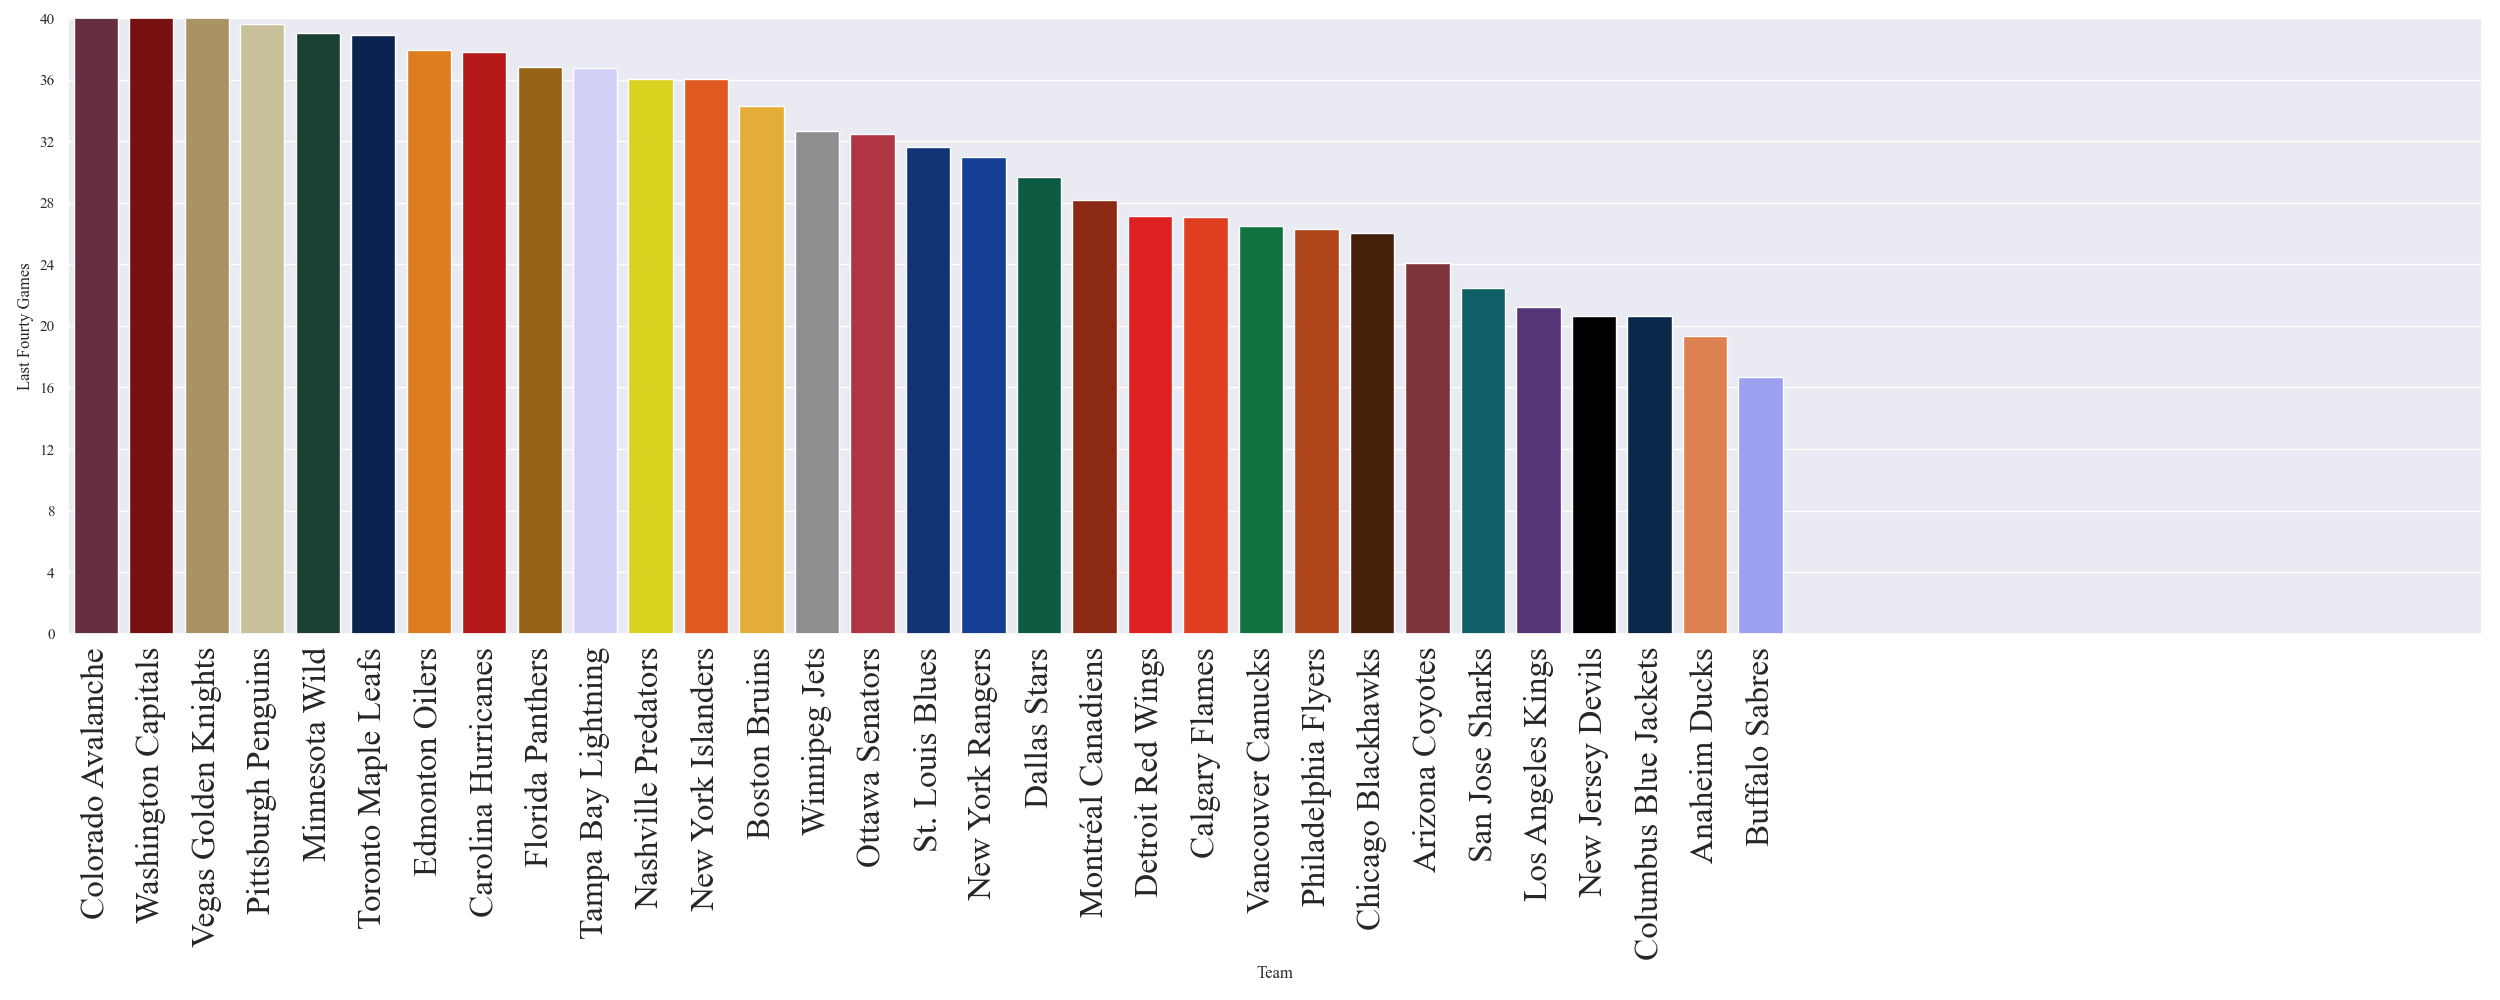 40
36
32
28
24
20
16
12
8
4
0
Last Fourty Games
Colorado Avalanche
Washington Capitals
Vegas Golden Knights
Pittsburgh Penguins
Minnesota Wild
Toronto Maple Leafs
Edmonton Oilers
Carolina Hurricanes
Florida Panthers
Tampa Bay Lightning
Nashville Predators
New York Islanders
Boston Bruins
Winnipeg Jets
Ottawa Senators
St. Louis Blues
New York Rangers
Dallas Stars
Montréal Canadiens
Detroit Red Wings
Calgary Flames
Vancouver Canucks
Philadelphia Flyers
Chicago Blackhawks
Arizona Coyotes
San Jose Sharks
Los Angeles Kings
New Jersey Devils
Columbus Blue Jackets
Anaheim Ducks
Buffalo Sabres
Team